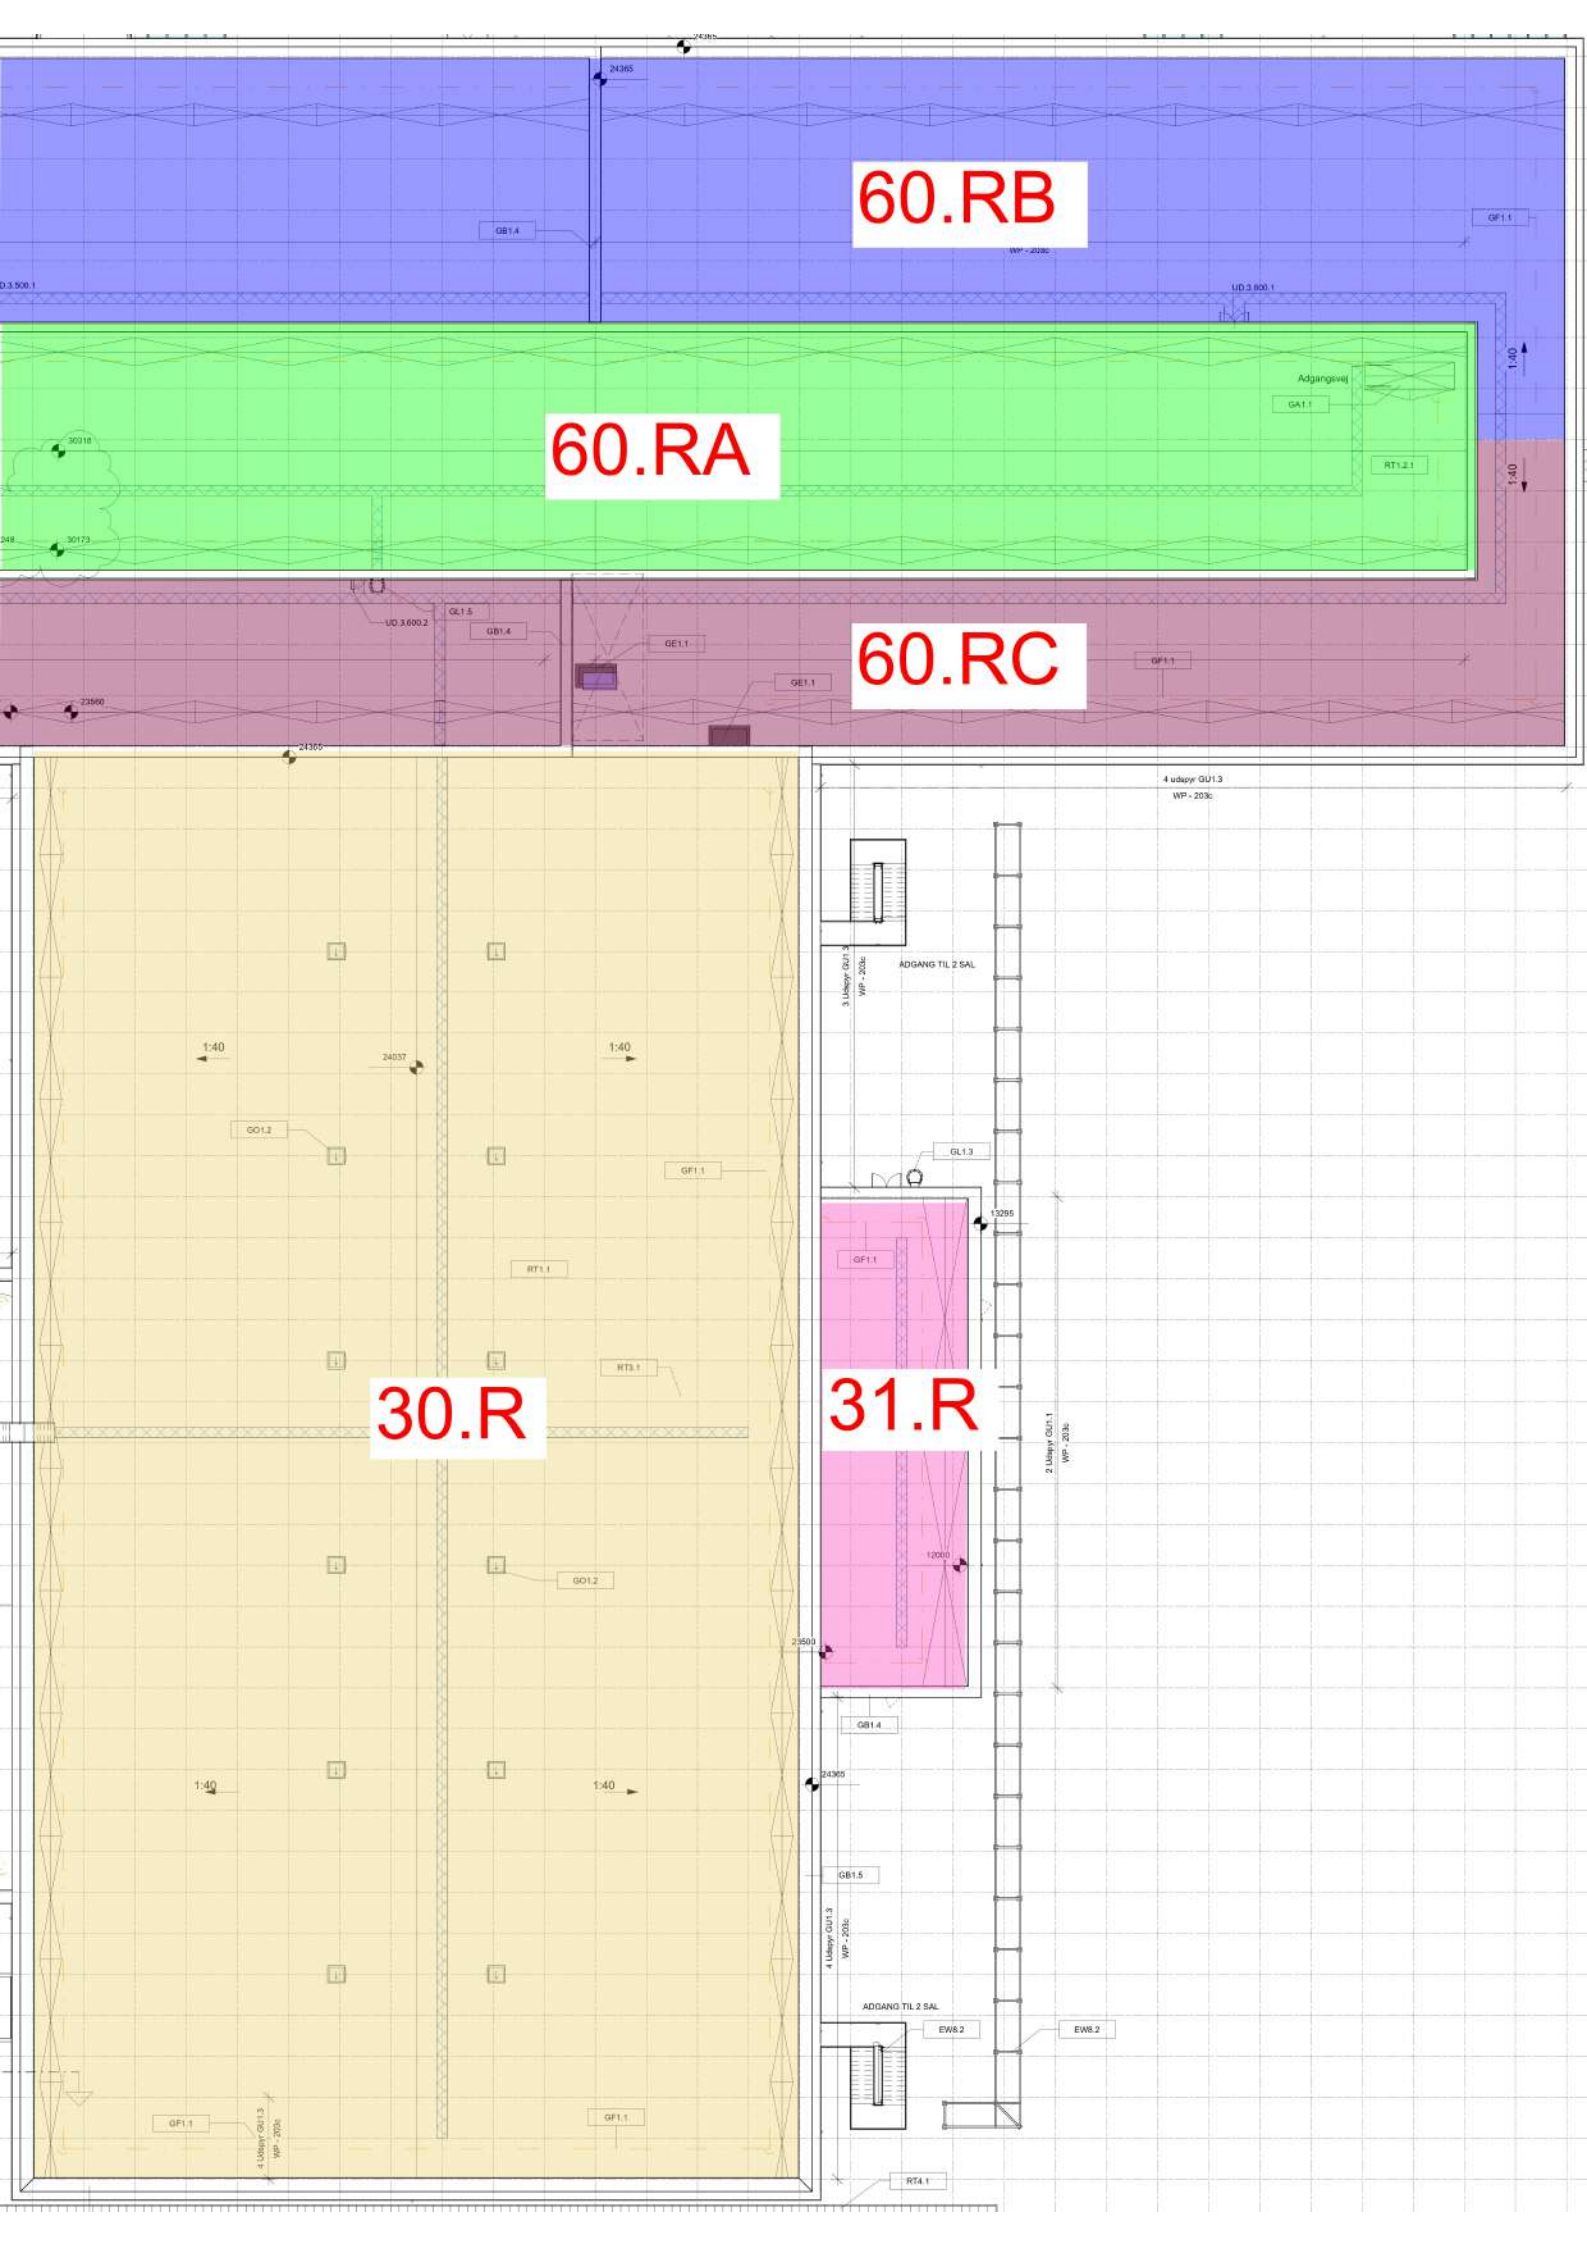 24365
24365
60.RB
GF1.1
GB1.4
WP - 203c
D.3.500.1
UD.3.600.1
1:40
Adgangsvej
GA1.1
60.RA
30318
RT1.2.1
1:40
248
30173
GL1.5
UD.3.600.2
GB1.4
GE1.1
60.RC
GF1.1
GE1.1
23560
24365
4 udspyr GU1.3
WP - 203c
3 Udspyr GU1.3
WP - 203c
ADGANG TIL 2 SAL
1:40
1:40
24037
GO1.2
GL1.3
GF1.1
13295
GF1.1
RT1.1
RT3.1
30.R
31.R
2 Udspyr GU1.1
WP - 203c
12000
GO1.2
23500
GB1.4
1:40
1:40
24365
GB1.5
4 Udspyr GU1.3
WP - 203c
ADGANG TIL 2 SAL
EW8.2
EW8.2
GF1.1
4 Udspyr GU1.3
WP - 203c
GF1.1
RT4.1